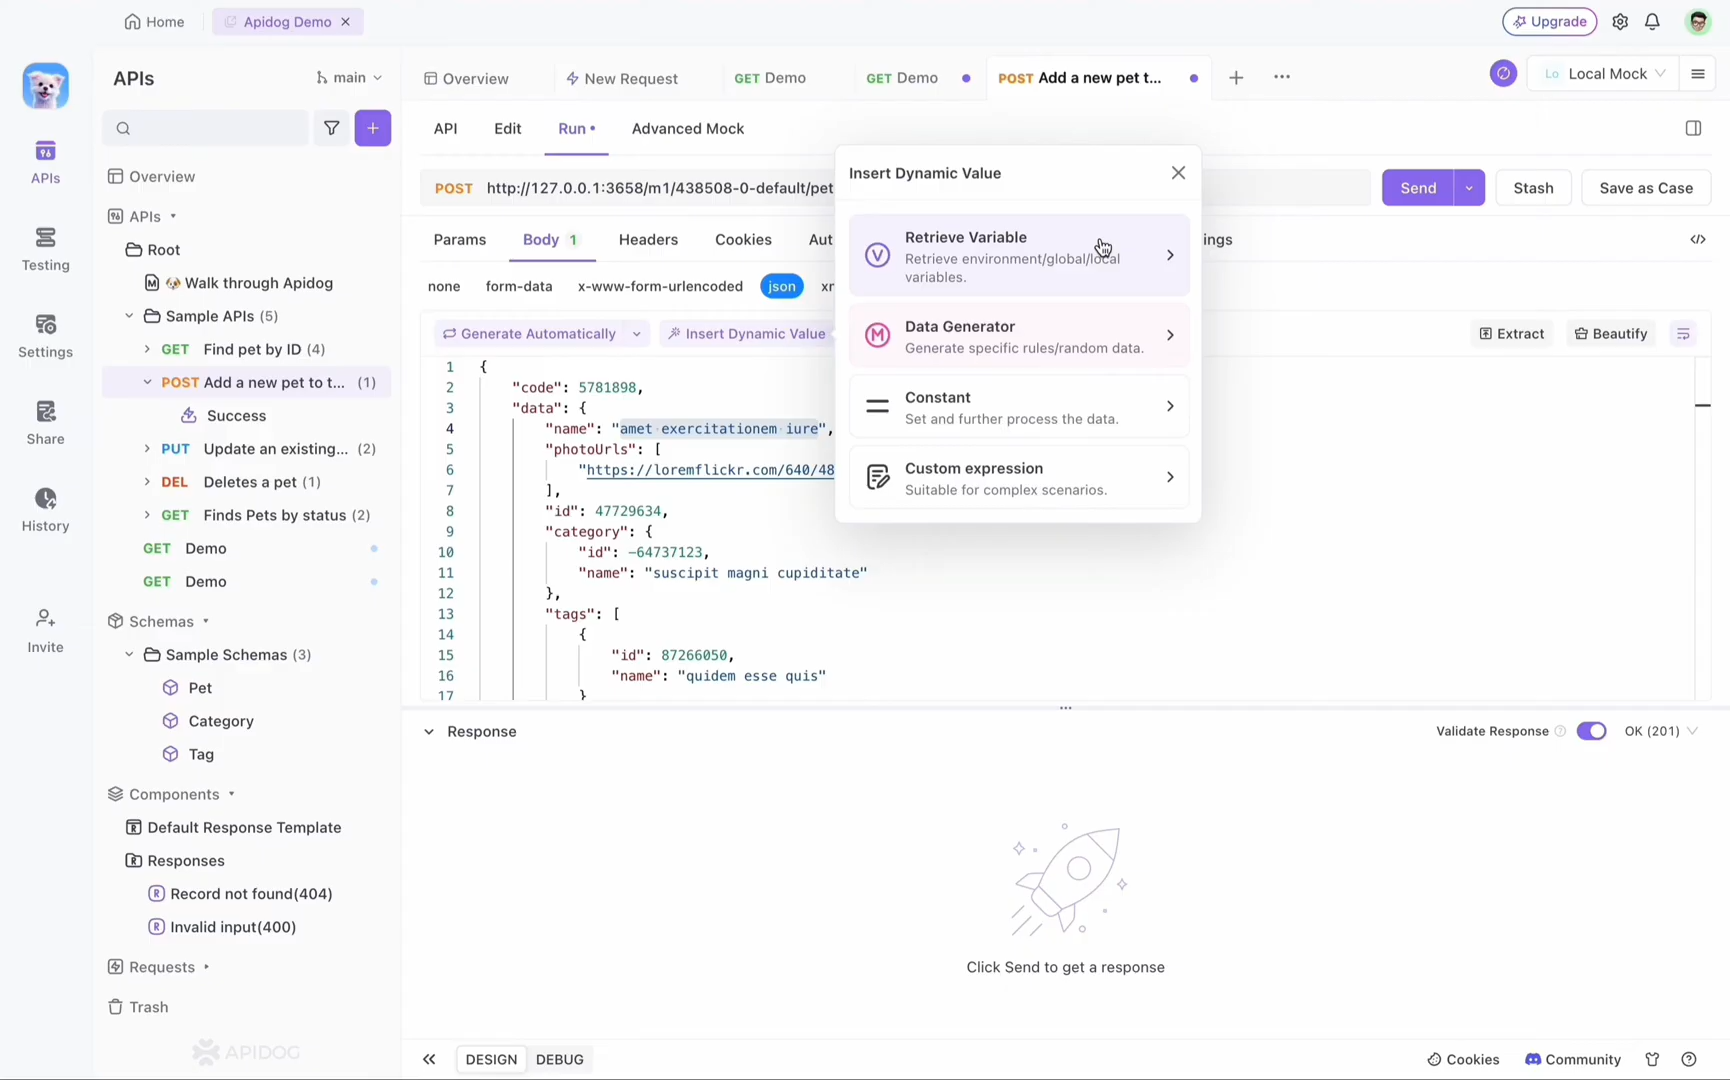 Home
Apidog Demo
Upgrade
APIs
main
Overview
New Request
GET Demo
GET Demo
POST Add a new pet t...
Lo Local Mock
APIs
Testing
Settings
Share
History
Invite
Overview
APIs
Root
Walk through Apidog
Sample APIs (5)
GET Find pet by ID (4)
POST Add a new pet to t... (1)
Success
PUT Update an existing... (2)
DEL Deletes a pet (1)
GET Finds Pets by status (2)
GET Demo
GET Demo
Schemas
Sample Schemas (3)
Pet
Category
Tag
Components
Default Response Template
Responses
Record not found(404)
Invalid input(400)
Requests
Trash
APIDOG
API Edit Run Advanced Mock
POST http://127.0.0.1:3658/m1/438508-0-default/pet
Send
Stash
Save as Case
Params Body 1 Headers Cookies Aut
ings
none form-data x-www-form-urlencoded json xr
Generate Automatically
Insert Dynamic Value
Extract
Beautify
1 {
2 "code": 5781898,
3 "data": {
4 "name": "amet exercitationem iure",
5 "photoUrls": [
6 "https://loremflickr.com/640/48
7 ],
8 "id": 47729634,
9 "category": {
10 "id": -64737123,
11 "name": "suscipit magni cupiditate"
12 },
13 "tags": [
14 {
15 "id": 87266050,
16 "name": "quidem esse quis"
17 }
Insert Dynamic Value
Retrieve Variable
Retrieve environment/global/local
variables.
Data Generator
Generate specific rules/random data.
Constant
Set and further process the data.
Custom expression
Suitable for complex scenarios.
Response
Validate Response
OK (201)
Click Send to get a response
DESIGN DEBUG
Cookies
Community